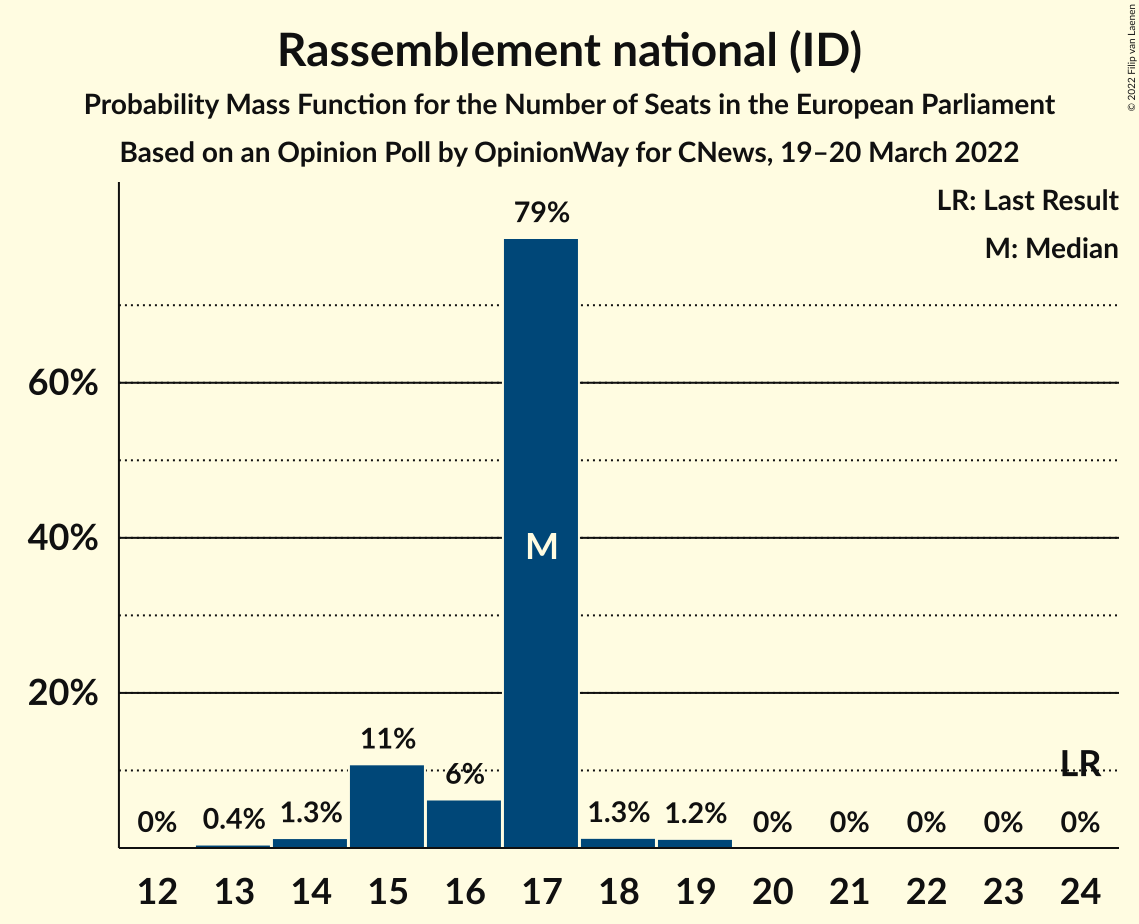 Rassemblement national (ID)
Probability Mass Function for the Number of Seats in the European Parliament
Based on an Opinion Poll by OpinionWay for CNews, 19–20 March 2022
© 2022 Filip van Laenen
LR: Last Result
M: Median
60%
40%
20%
0%
0.4%
1.3%
11%
6%
79%
M
1.3%
1.2%
0%
0%
0%
0%
LR
0%
12 13 14 15 16 17 18 19 20 21 22 23 24